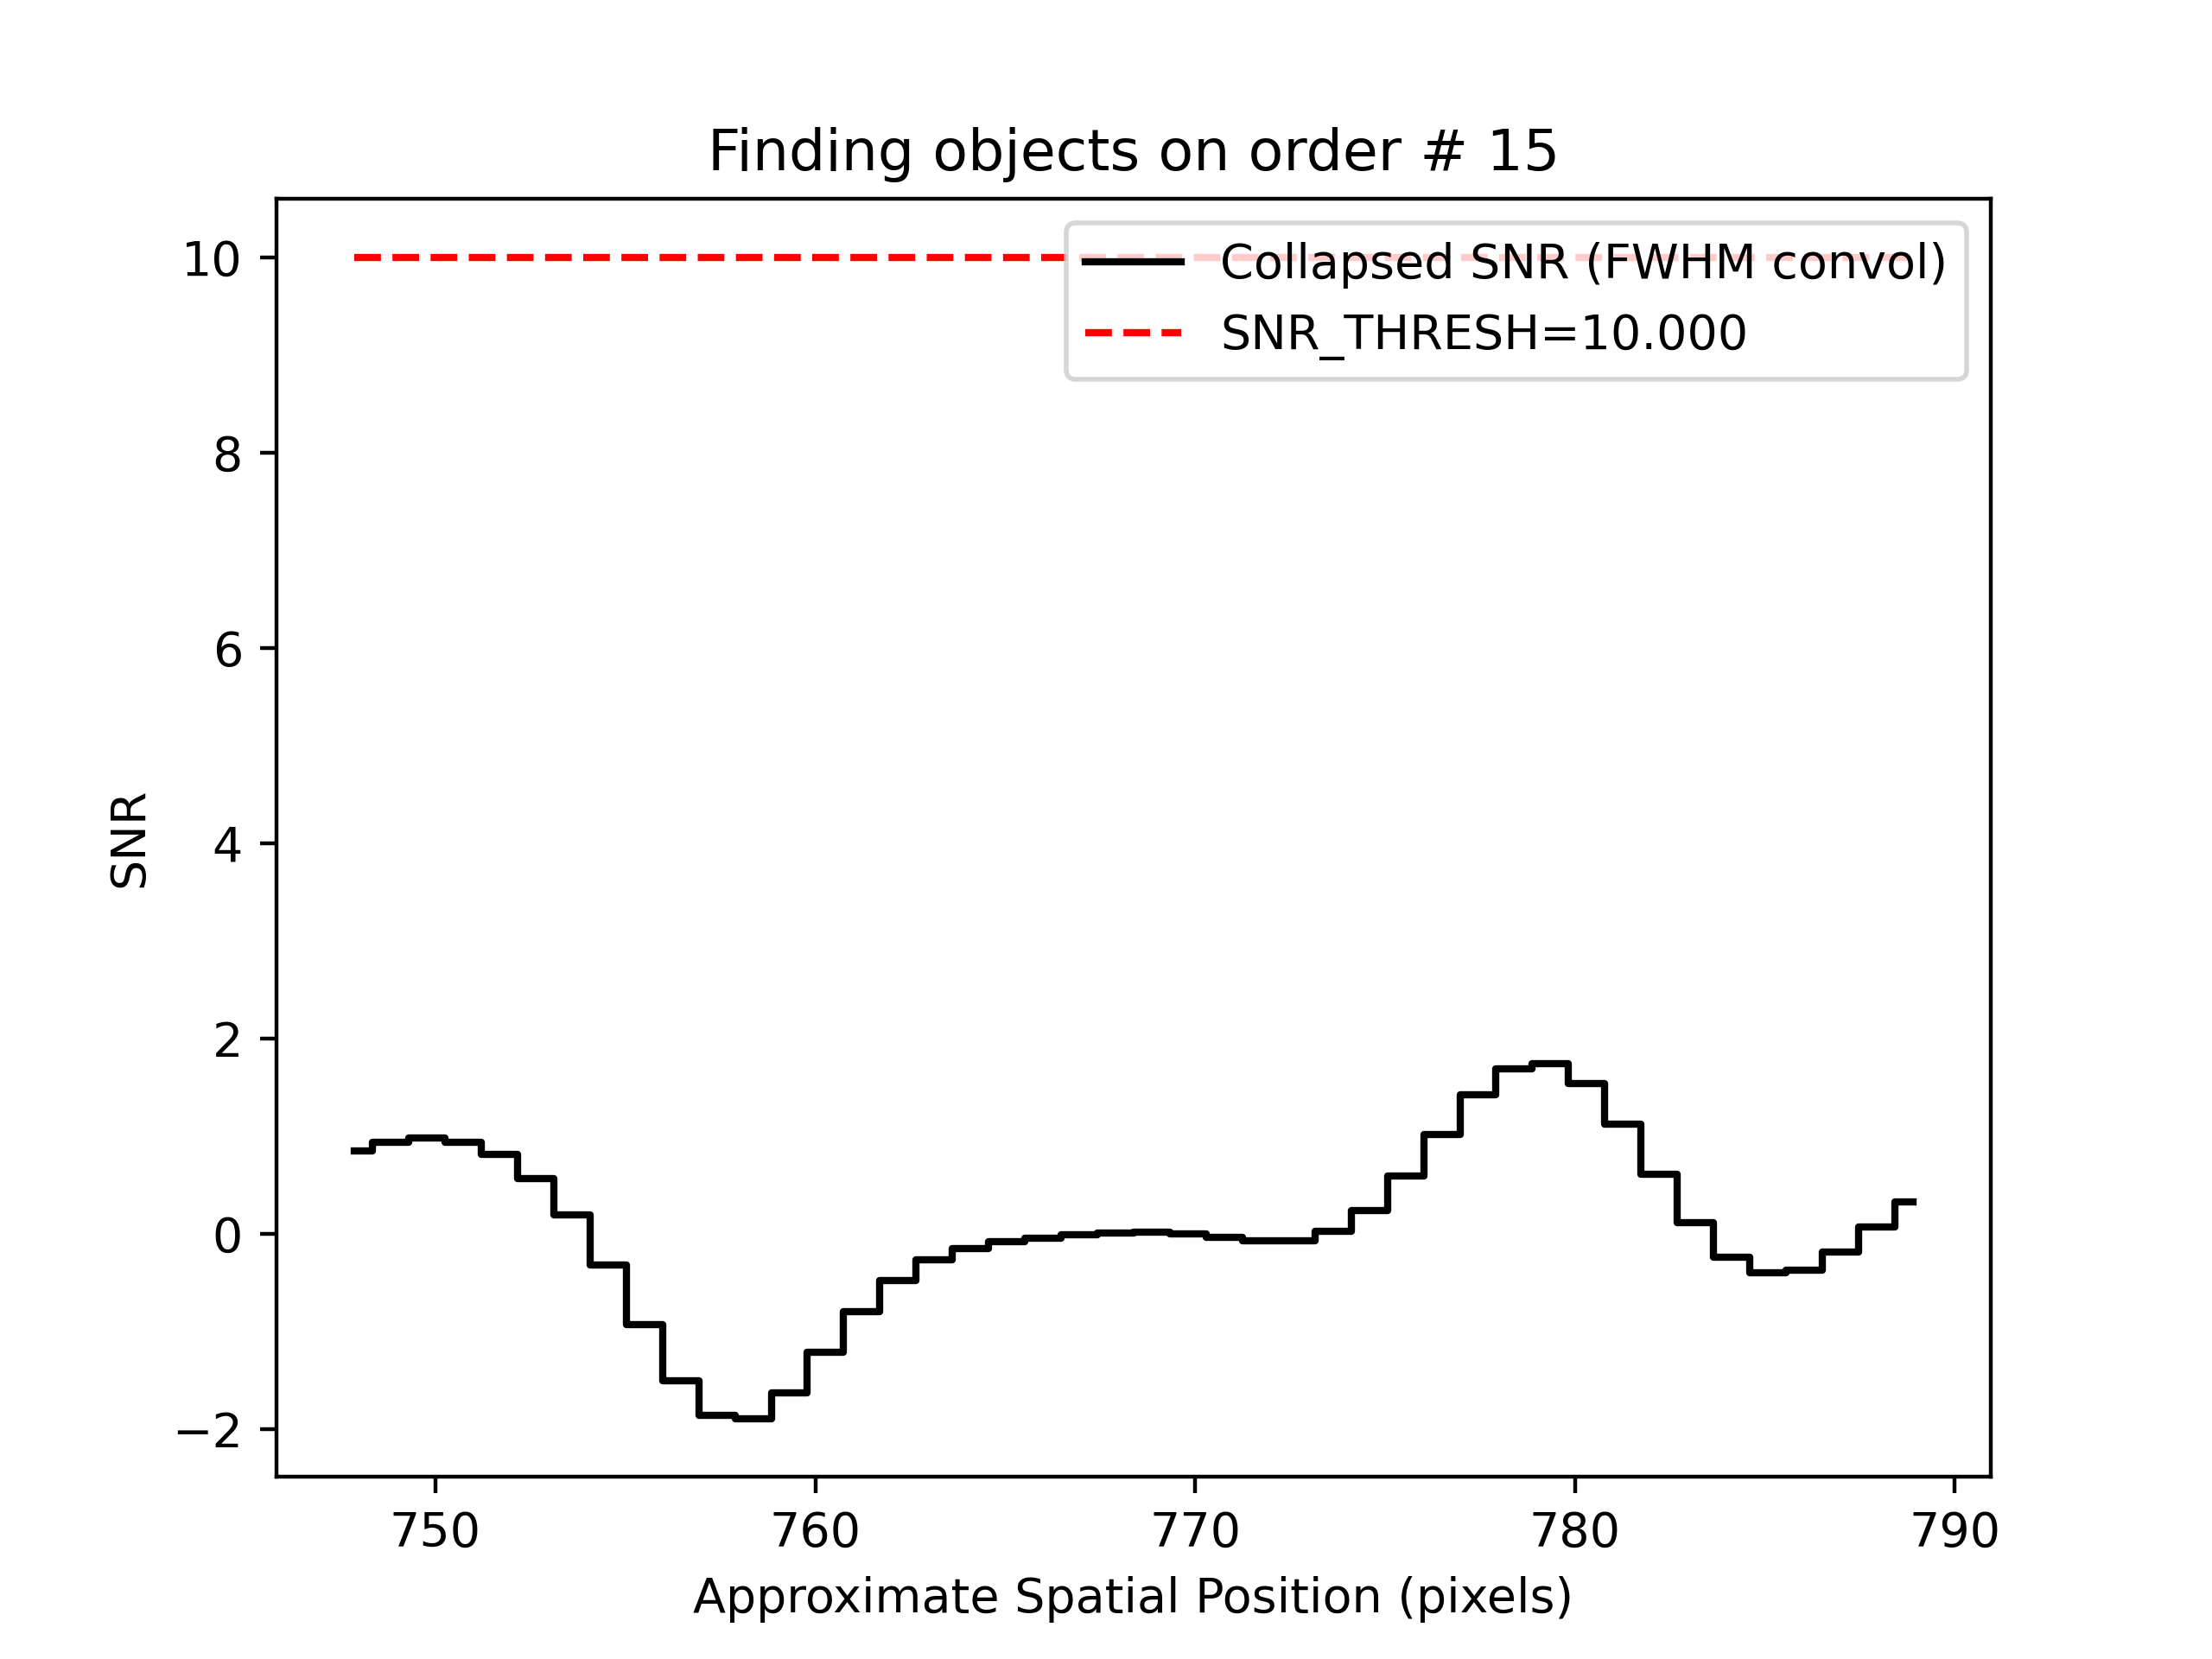 Finding objects on order # 15
Collapsed SNR (FWHM convol)
SNR_THRESH=10.000
10
8
6
4
2
0
−2
SNR
750 760 770 780 790
Approximate Spatial Position (pixels)